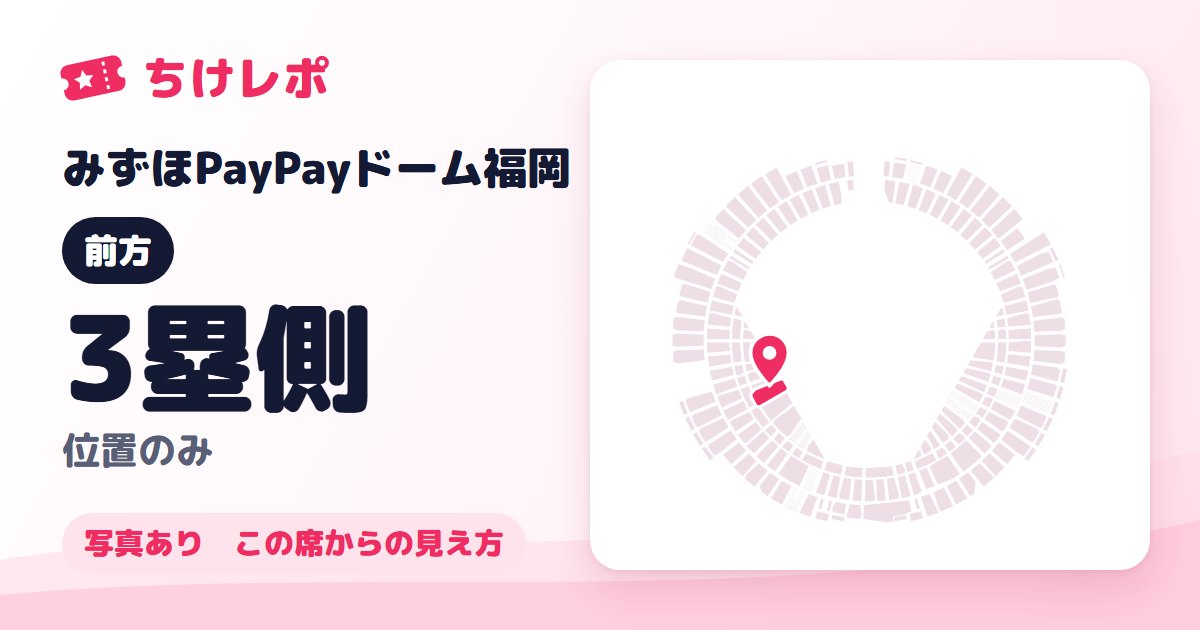 ちけレポ
みずほPayPayドーム福岡
前方
3塁側
位置のみ
写真あり　この席からの見え方